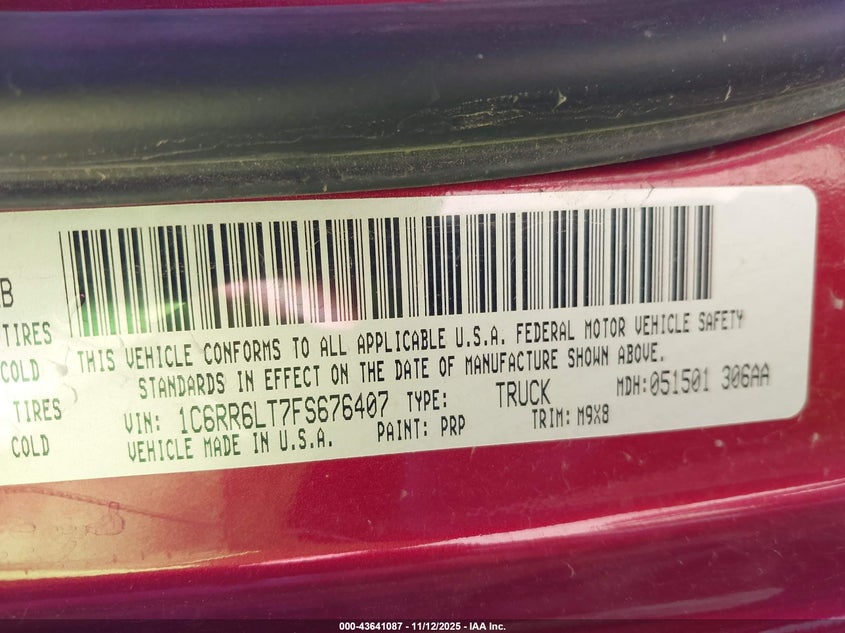 B
TIRES
COLD
TIRES
COLD
THIS VEHICLE CONFORMS TO ALL APPLICABLE U.S.A. FEDERAL MOTOR VEHICLE SAFETY
STANDARDS IN EFFECT ON THE DATE OF MANUFACTURE SHOWN ABOVE.
VIN: 1C6RR6LT7FS676407 TYPE: TRUCK MDH:051501 306AA
VEHICLE MADE IN U.S.A. PAINT: PRP TRIM: M9X8
000-43641087 - 11/12/2025 - IAA Inc.